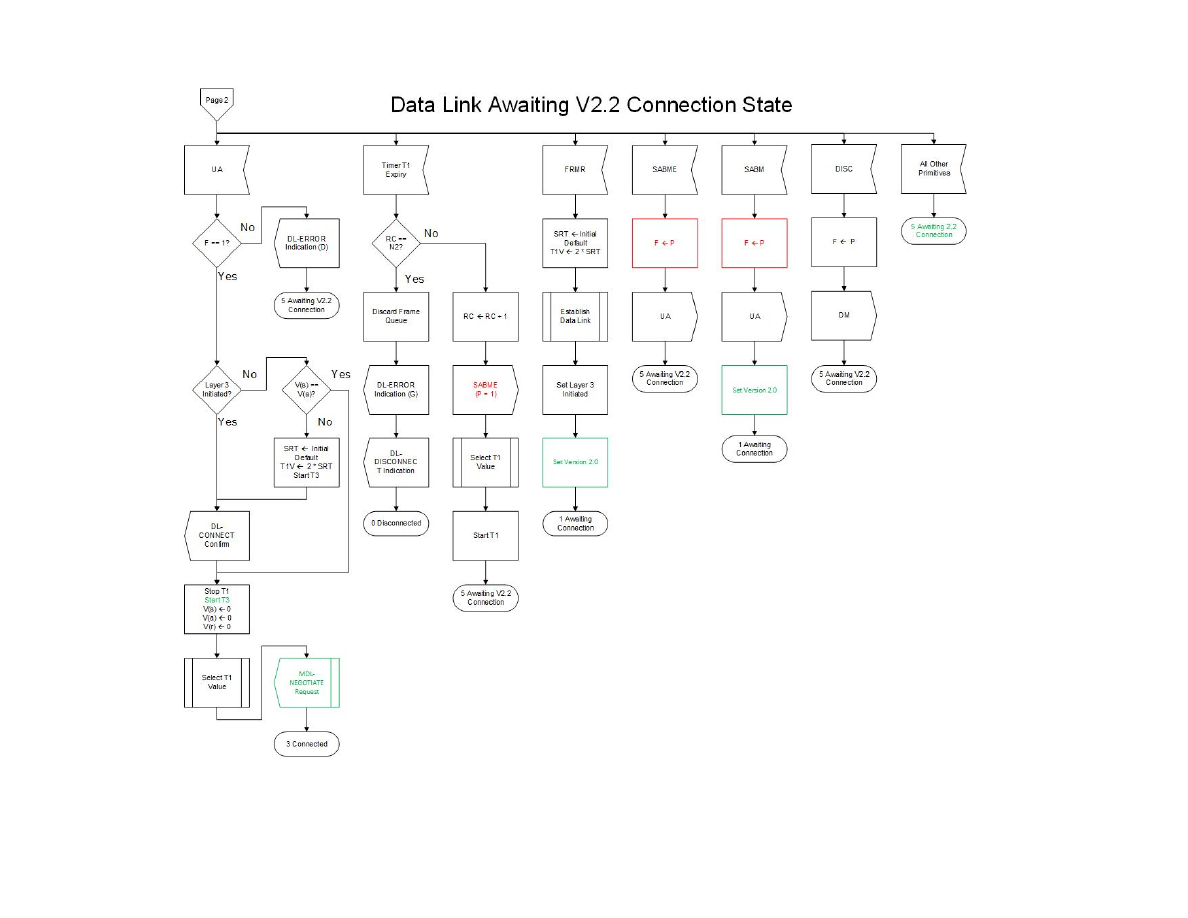 Page 2
Data Link Awaiting V2.2 Connection State
UA
Timer T1
Expiry
FRMR
SABME
SABM
DISC
All Other
Primitives
F == 1?
No
Yes
DL-ERROR
Indication (D)
5 Awaiting V2.2
Connection
RC ==
N2?
No
Yes
SRT ← Initial
Default
T1V ← 2 * SRT
F ← P
F ← P
F ← P
5 Awaiting 2.2
Connection
Discard Frame
Queue
RC ← RC + 1
Establish
Data Link
UA
UA
DM
Layer 3
Initiated?
No
Yes
V(s) ==
V(a)?
Yes
No
DL-ERROR
Indication (G)
SABME
(P = 1)
Set Layer 3
Initiated
5 Awaiting V2.2
Connection
Set Version 2.0
5 Awaiting V2.2
Connection
SRT ← Initial
Default
T1V ← 2 * SRT
Start T3
DL-
DISCONNEC
T Indication
Select T1
Value
Set Version 2.0
1 Awaiting
Connection
DL-
CONNECT
Confirm
0 Disconnected
Start T1
1 Awaiting
Connection
Stop T1
Start T3
V(s) ← 0
V(a) ← 0
V(r) ← 0
5 Awaiting V2.2
Connection
Select T1
Value
MDL-
NEGOTIATE
Request
3 Connected